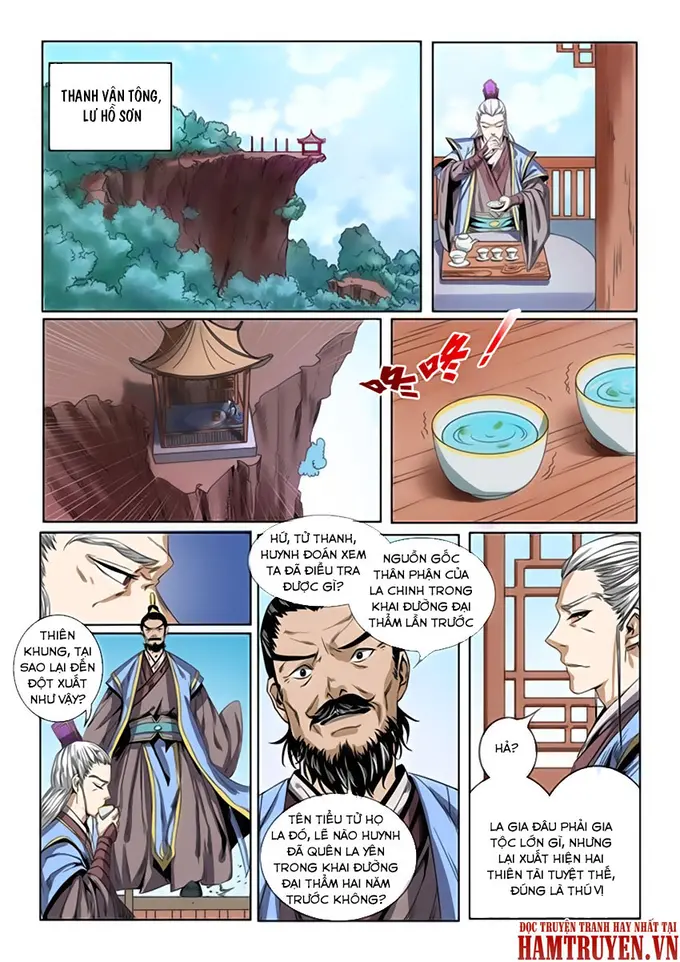 THANH VÂN TÔNG,
LƯ HỒ SƠN
咚咚!
THIÊN
KHUNG, TẠI
SAO LẠI ĐẾN
ĐỘT XUẤT
NHƯ VẬY?
HỪ, TỬ THANH,
HUYNH ĐOÁN XEM
TA ĐÃ ĐIỀU TRA
ĐƯỢC GÌ?
NGUỒN GỐC
THÂN PHẬN CỦA
LA CHINH TRONG
KHAI ĐƯỜNG ĐẠI
THẨM LẦN TRƯỚC
TÊN TIỂU TỬ HỌ
LA ĐÓ, LẼ NÀO HUYNH
ĐÃ QUÊN LA YÊN
TRONG KHAI ĐƯỜNG
ĐẠI THẨM HAI NĂM
TRƯỚC KHÔNG?
HẢ?
LA GIA ĐÂU PHẢI GIA
TỘC LỚN GÌ, NHƯNG
LẠI XUẤT HIỆN HAI
THIÊN TÀI TUYỆT THẾ,
ĐÚNG LÀ THÚ VỊ
ĐỌC TRUYỆN TRANH HAY NHẤT TẠI
HAMTRUYEN.VN